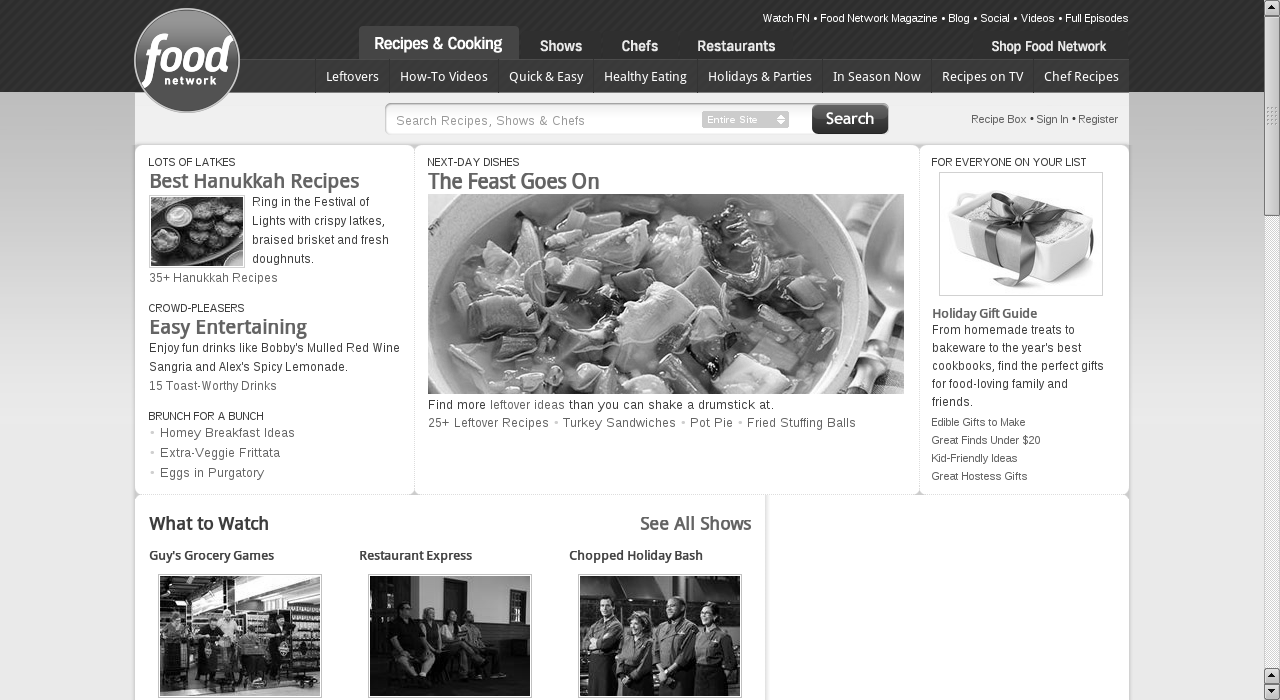 Watch FN • Food Network Magazine • Blog • Social • Videos • Full Episodes
food
network
Recipes & Cooking
Shows
Chefs
Restaurants
Shop Food Network
Leftovers
How-To Videos
Quick & Easy
Healthy Eating
Holidays & Parties
In Season Now
Recipes on TV
Chef Recipes
Search Recipes, Shows & Chefs
Entire Site
Search
Recipe Box • Sign In • Register
LOTS OF LATKES
Best Hanukkah Recipes
Ring in the Festival of
Lights with crispy latkes,
braised brisket and fresh
doughnuts.
35+ Hanukkah Recipes
CROWD-PLEASERS
Easy Entertaining
Enjoy fun drinks like Bobby's Mulled Red Wine
Sangria and Alex's Spicy Lemonade.
15 Toast-Worthy Drinks
BRUNCH FOR A BUNCH
• Homey Breakfast Ideas
• Extra-Veggie Frittata
• Eggs in Purgatory
NEXT-DAY DISHES
The Feast Goes On
Find more leftover ideas than you can shake a drumstick at.
25+ Leftover Recipes • Turkey Sandwiches • Pot Pie • Fried Stuffing Balls
FOR EVERYONE ON YOUR LIST
Holiday Gift Guide
From homemade treats to
bakeware to the year's best
cookbooks, find the perfect gifts
for food-loving family and
friends.
Edible Gifts to Make
Great Finds Under $20
Kid-Friendly Ideas
Great Hostess Gifts
What to Watch
See All Shows
Guy's Grocery Games
Restaurant Express
Chopped Holiday Bash